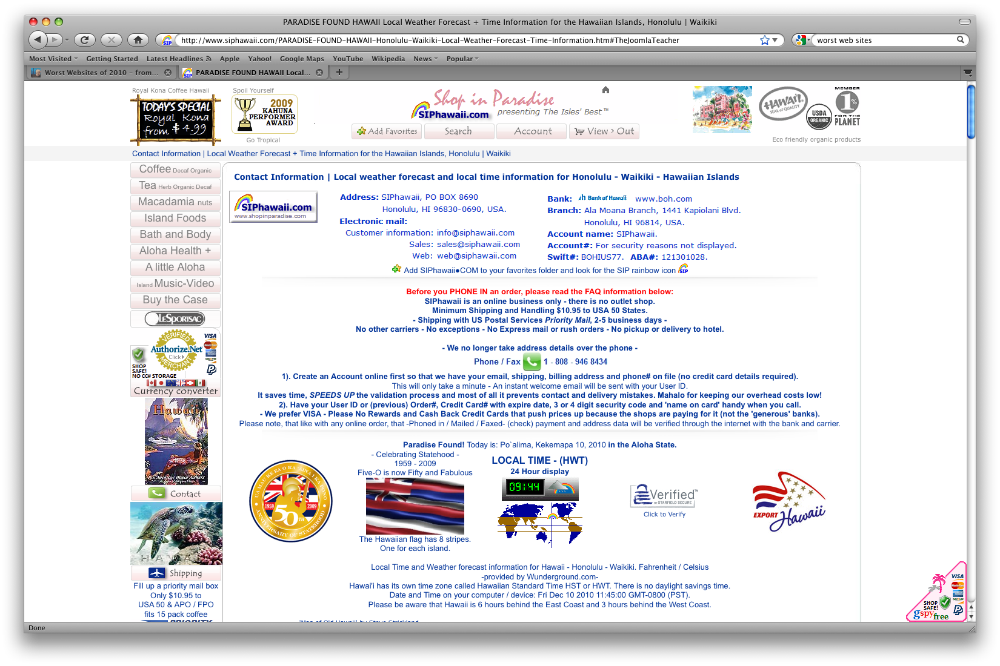 PARADISE FOUND HAWAII Local Weather Forecast + Time Information for the Hawaiian Islands, Honolulu | Waikiki
http://www.siphawaii.com/PARADISE-FOUND-HAWAII-Honolulu-Waikiki-Local-Weather-Forecast-Time-Information.htm#TheJoomlaTeacher
worst web sites
Most Visited Getting Started Latest Headlines Apple Yahoo! Google Maps YouTube Wikipedia News Popular
Worst Websites of 2010 - from...
PARADISE FOUND HAWAII Local...
Royal Kona Coffee Hawaii
TODAY'S SPECIAL
Royal Kona
from $4.99
Spoil Yourself
2009
KAHUNA
PERFORMER
AWARD
Go Tropical
Shop in Paradise
SIPhawaii.com presenting The Isles' Best™
Add Favorites Search Account View > Out
HAWAII
SEAL of QUALITY
USDA
ORGANIC
MEMBER
1%
FOR THE
PLANET
Eco friendly organic products
Contact Information | Local Weather Forecast + Time Information for the Hawaiian Islands, Honolulu | Waikiki
Coffee Decaf Organic
Tea Herb Organic Decaf
Macadamia nuts
Island Foods
Bath and Body
Aloha Health +
A little Aloha
Island Music-Video
Buy the Case
LeSportsac
VERIFIED
Authorize.Net
Click
MERCHANT
VISA
SHOP
SAFE!
NO CC# STORAGE
Currency converter
Hawaii
PAN AMERICAN WORLD AIRWAYS
Contact
HAWAII
Shipping
Fill up a priority mail box
Only $10.95 to
USA 50 & APO / FPO
fits 15 pack coffee
PRIORITY
Contact Information | Local weather forecast and local time information for Honolulu - Waikiki - Hawaiian Islands
SIPhawaii.com
www.shopinparadise.com
Address: SIPhawaii, PO BOX 8690
Honolulu, HI 96830-0690, USA.
Electronic mail:
Customer information: info@siphawaii.com
Sales: sales@siphawaii.com
Web: web@siphawaii.com
Bank: Bank of Hawaii www.boh.com
Branch: Ala Moana Branch, 1441 Kapiolani Blvd.
Honolulu, HI 96814, USA.
Account name: SIPhawaii.
Account#: For security reasons not displayed.
Swift#: BOHIUS77. ABA#: 121301028.
Add SIPhawaii●COM to your favorites folder and look for the SIP rainbow icon SIP
Before you PHONE IN an order, please read the FAQ information below:
SIPhawaii is an online business only - there is no outlet shop.
Minimum Shipping and Handling $10.95 to USA 50 States.
- Shipping with US Postal Services Priority Mail, 2-5 business days -
No other carriers - No exceptions - No Express mail or rush orders - No pickup or delivery to hotel.
- We no longer take address details over the phone -
Phone / Fax 1 - 808 - 946 8434
1). Create an Account online first so that we have your email, shipping, billing address and phone# on file (no credit card details required).
This will only take a minute - An instant welcome email will be sent with your User ID.
It saves time, SPEEDS UP the validation process and most of all it prevents contact and delivery mistakes. Mahalo for keeping our overhead costs low!
2). Have your User ID or (previous) Order#, Credit Card# with expire date, 3 or 4 digit security code and 'name on card' handy when you call.
- We prefer VISA - Please No Rewards and Cash Back Credit Cards that push prices up because the shops are paying for it (not the 'generous' banks).
Please note, that like with any online order, that -Phoned in / Mailed / Faxed- (check) payment and address data will be verified through the internet with the bank and carrier.
Paradise Found! Today is: Po`alima, Kekemapa 10, 2010 in the Aloha State.
UA MAU KE EA O KA AINA I KA PONO
1959 2009
50th
ANNIVERSARY OF STATEHOOD
- Celebrating Statehood -
1959 - 2009
Five-O is now Fifty and Fabulous
The Hawaiian flag has 8 stripes.
One for each island.
LOCAL TIME - (HWT)
24 Hour display
09:44
Verified™
BY STARFIELD SECURE
Click to Verify
EXPORT Hawaii
Local Time and Weather forecast information for Hawaii - Honolulu - Waikiki. Fahrenheit / Celsius
-provided by Wunderground.com-
Hawai'i has its own time zone called Hawaiian Standard Time HST or HWT. There is no daylight savings time.
Date and Time on your computer / device: Fri Dec 10 2010 11:45:00 GMT-0800 (PST).
Please be aware that Hawaii is 6 hours behind the East Coast and 3 hours behind the West Coast.
'Map of Old Hawaii' by Steve Strickland
VISA
SHOP
SAFE!
gspy
free
Done